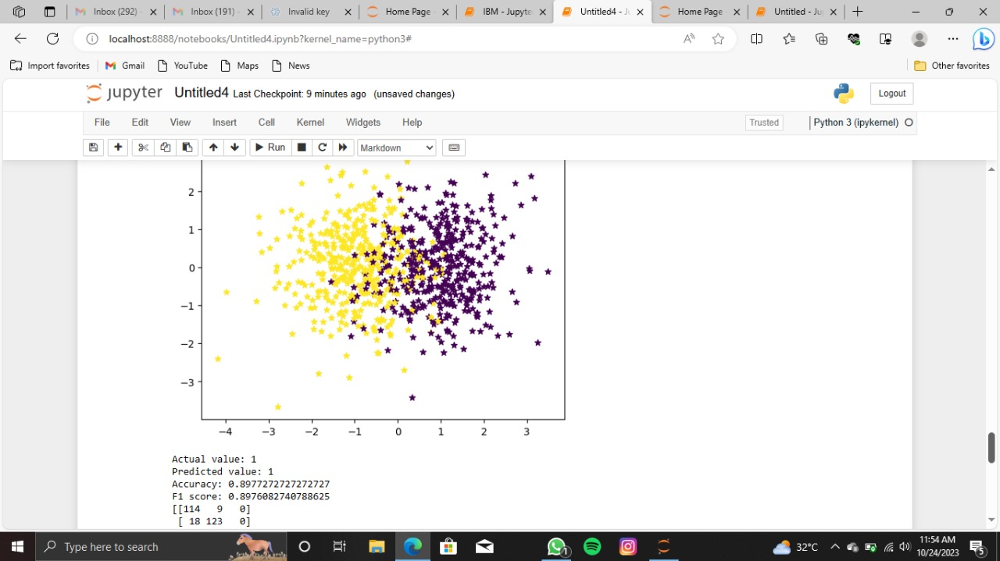 Inbox (292) -
Inbox (191) -
Invalid key
Home Page -
IBM - Jupyte
Untitled4 - Ju
Home Page
Untitled - Ju
localhost:8888/notebooks/Untitled4.ipynb?kernel_name=python3#
Import favorites
Gmail
YouTube
Maps
News
Other favorites
jupyter Untitled4 Last Checkpoint: 9 minutes ago (unsaved changes)
Logout
File Edit View Insert Cell Kernel Widgets Help
Trusted
Python 3 (ipykernel)
Run
Markdown
2
1
0
−1
−2
−3
−4 −3 −2 −1 0 1 2 3
Actual value: 1
Predicted value: 1
Accuracy: 0.8977272727272727
F1 score: 0.8976082740788625
[[114 9 0]
[ 18 123 0]
Type here to search
1
32°C
11:54 AM
10/24/2023
5